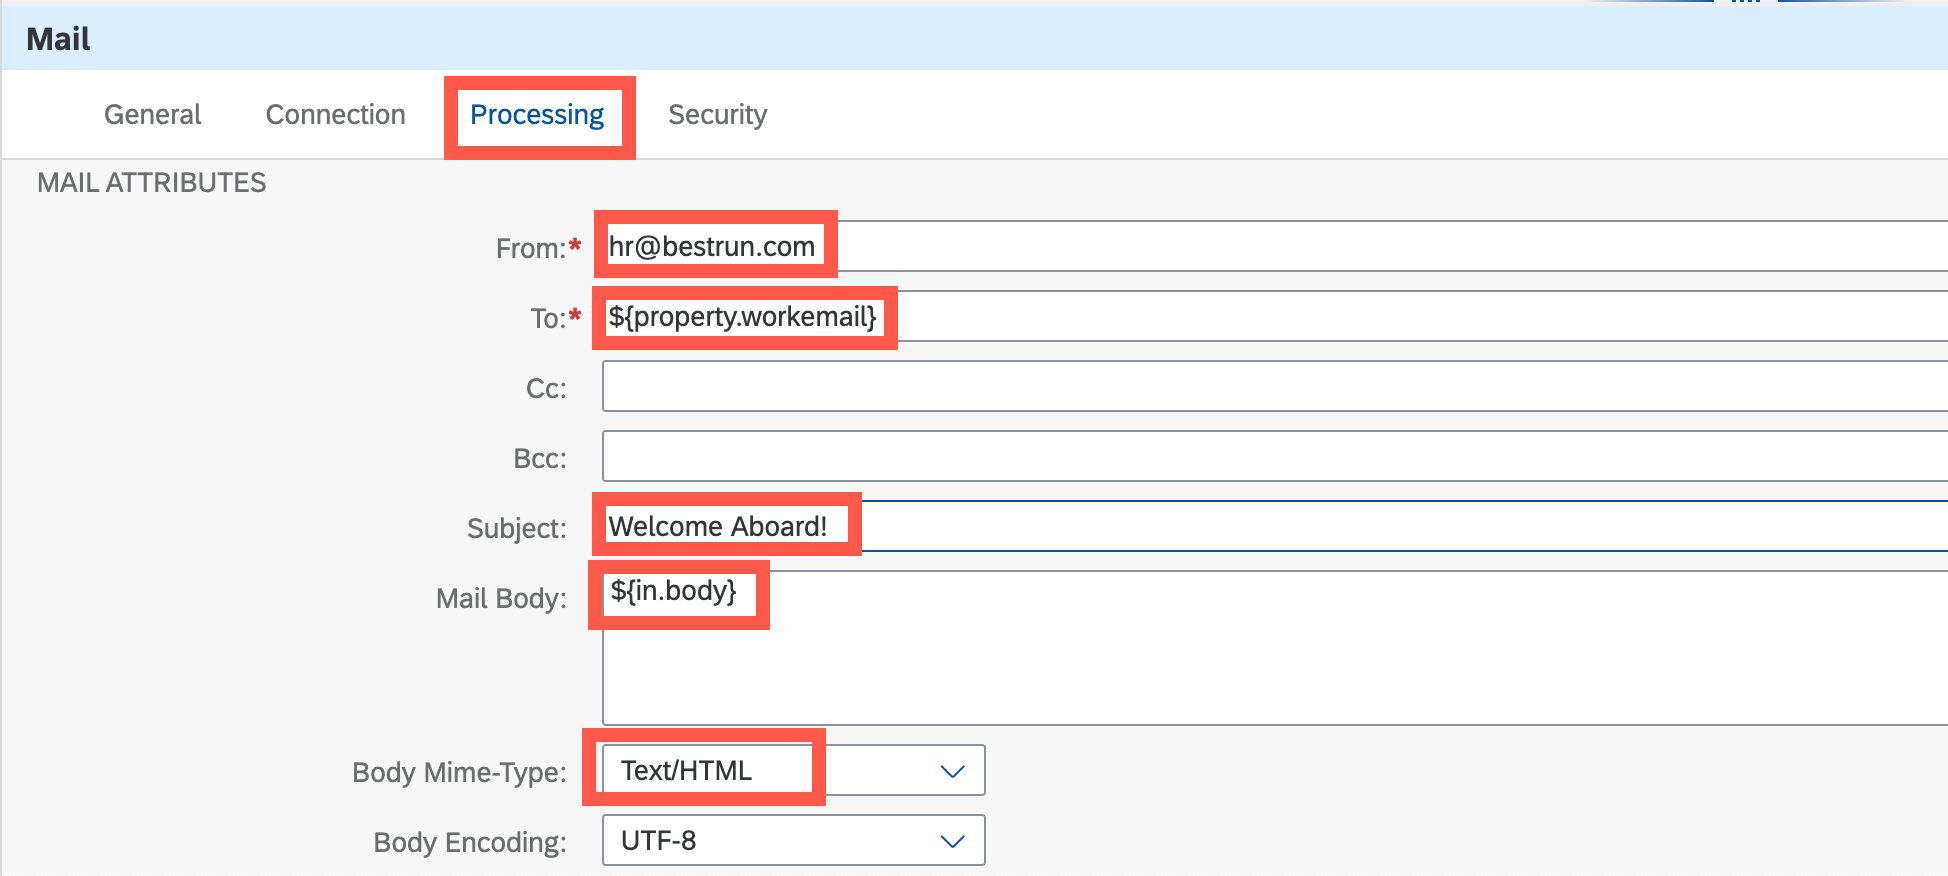 Mail
General Connection Processing Security
MAIL ATTRIBUTES
From:* hr@bestrun.com
To:* ${property.workemail}
Cc:
Bcc:
Subject: Welcome Aboard!
Mail Body: ${in.body}
Body Mime-Type: Text/HTML
Body Encoding: UTF-8